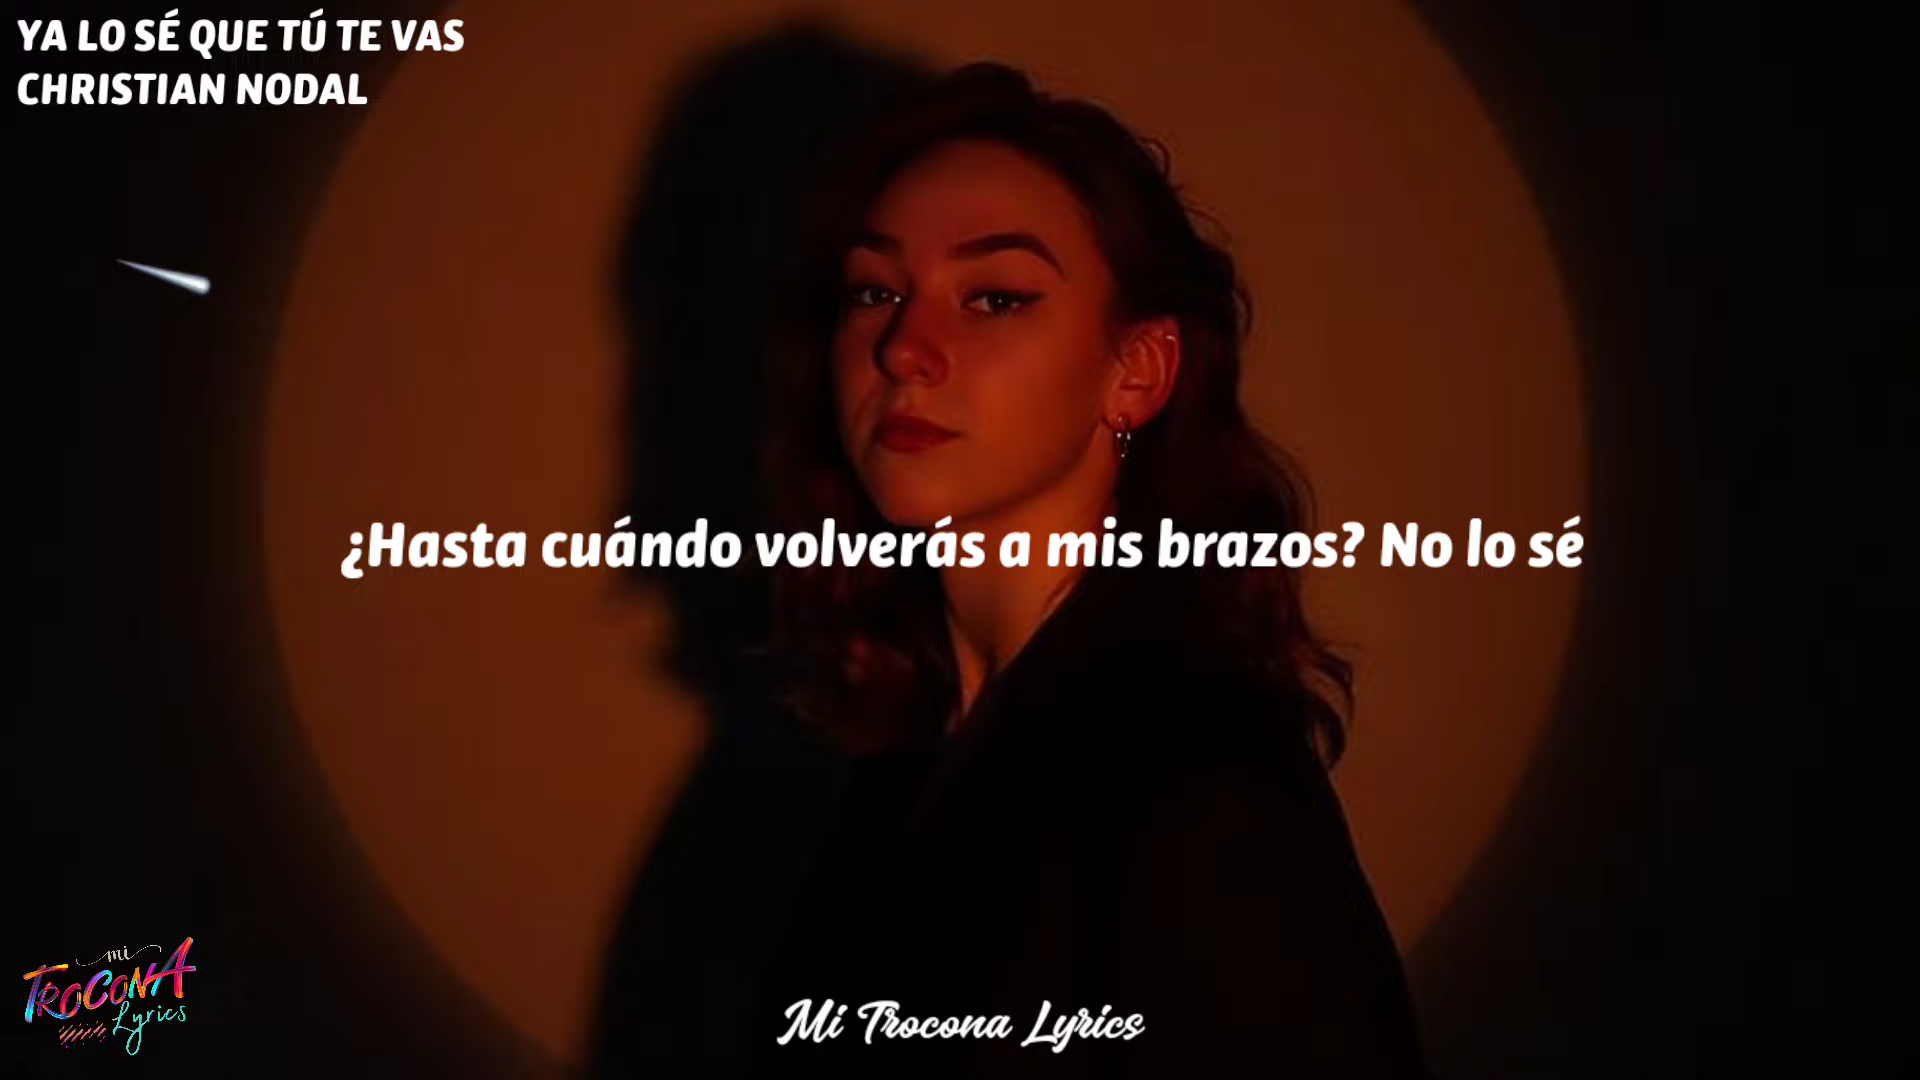 YA LO SÉ QUE TÚ TE VAS
CHRISTIAN NODAL
¿Hasta cuándo volverás a mis brazos? No lo sé
mi
TROCONA
Lyrics
Mi Trocona Lyrics